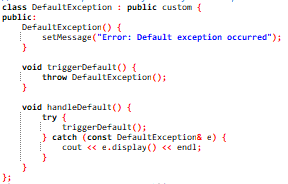 class DefaultException : public custom {
public:
    DefaultException() {
        setMessage("Error: Default exception occurred");
    }

    void triggerDefault() {
        throw DefaultException();
    }

    void handleDefault() {
        try {
            triggerDefault();
        } catch (const DefaultException& e) {
            cout << e.display() << endl;
        }
    }
};